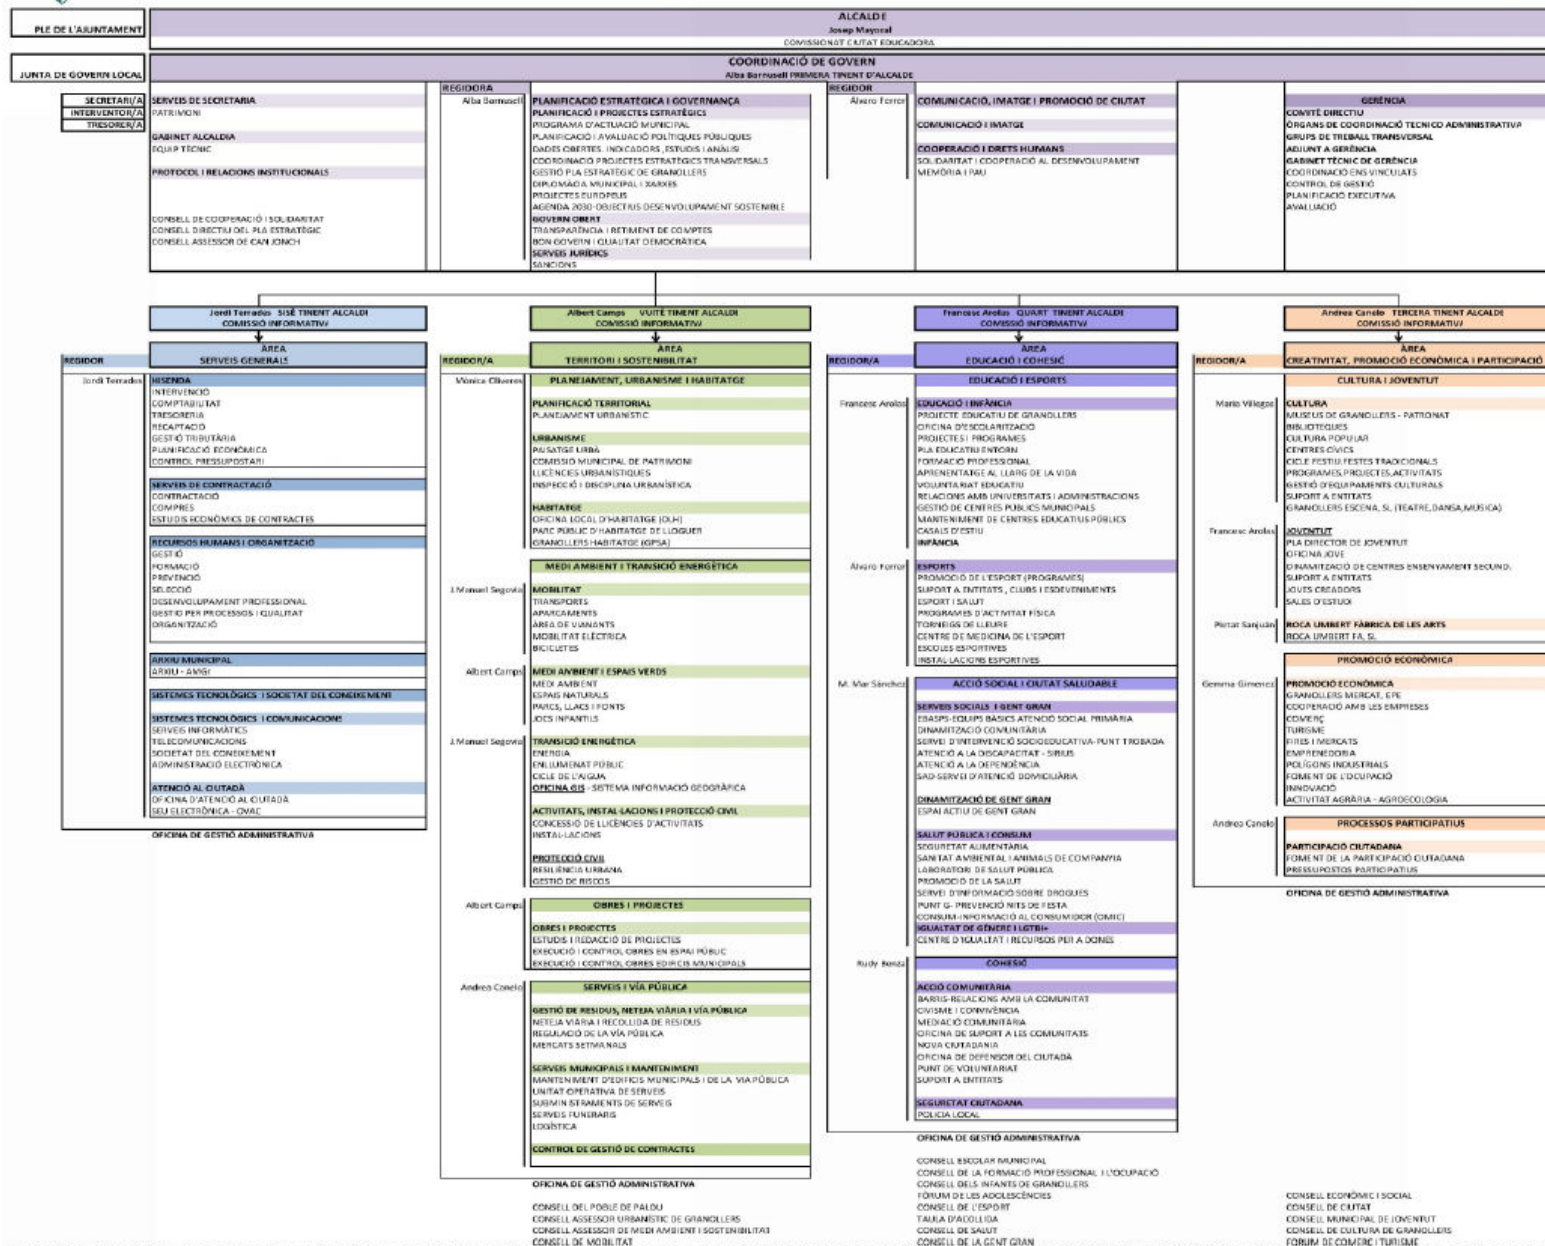 ALCALDE
PLE DE L'AJUNTAMENT
Josep Mayoral
COMISSIONAT CIUTAT EDUCADORA
COORDINACIÓ DE GOVERN
JUNTA DE GOVERN LOCAL
Alba Barnusell PRIMERA TINENT D'ALCALDE
SECRETARI/A
INTERVENTOR/A
TRESORER/A
SERVEIS DE SECRETARIA
PATRIMONI
GABINET ALCALDIA
EQUIP TÈCNIC
PROTOCOL I RELACIONS INSTITUCIONALS
CONSELL DE COOPERACIÓ I SOLIDARITAT
CONSELL DIRECTIU DEL PLA ESTRATÈGIC
CONSELL ASSESSOR DE CAN JONCH
REGIDORA
Alba Barnusell
PLANIFICACIÓ ESTRATÈGICA I GOVERNANÇA
PLANIFICACIÓ I PROJECTES ESTRATÈGICS
PROGRAMA D'ACTUACIÓ MUNICIPAL
PLANIFICACIÓ I AVALUACIÓ POLÍTIQUES PÚBLIQUES
DADES OBERTES, INDICADORS, ESTUDIS I ANÀLISI
COORDINACIÓ PROJECTES ESTRATÈGICS TRANSVERSALS
GESTIÓ PLA ESTRATÈGIC DE GRANOLLERS
DIPLOMÀCIA MUNICIPAL I XARXES
PROJECTES EUROPEUS
AGENDA 2030-OBJECTIUS DESENVOLUPAMENT SOSTENIBLE
GOVERN OBERT
TRANSPARÈNCIA I RETIMENT DE COMPTES
BON GOVERN I QUALITAT DEMOCRÀTICA
SERVEIS JURÍDICS
SANCIONS
REGIDOR
Álvaro Ferrer
COMUNICACIÓ, IMATGE I PROMOCIÓ DE CIUTAT
COMUNICACIÓ I IMATGE
COOPERACIÓ I DRETS HUMANS
SOLIDARITAT I COOPERACIÓ AL DESENVOLUPAMENT
MEMÒRIA I PAU
GERÈNCIA
COMITÈ DIRECTIU
ÒRGANS DE COORDINACIÓ TECNICO ADMINISTRATIVA
GRUPS DE TREBALL TRANSVERSAL
ADJUNT A GERÈNCIA
GABINET TÈCNIC DE GERÈNCIA
COORDINACIÓ ENS VINCULATS
CONTROL DE GESTIÓ
PLANIFICACIÓ EXECUTIVA
AVALUACIÓ
Jordi Terrades SISÈ TINENT ALCALDI
COMISSIÓ INFORMATIV/
ÀREA
SERVEIS GENERALS
REGIDOR
Jordi Terrades
HISENDA
INTERVENCIÓ
COMPTABILITAT
TRESORERIA
RECAPTACIÓ
GESTIÓ TRIBUTÀRIA
PLANIFICACIÓ ECONÒMICA
CONTROL PRESSUPOSTARI
SERVEIS DE CONTRACTACIÓ
CONTRACTACIÓ
COMPRES
ESTUDIS ECONÒMICS DE CONTRACTES
RECURSOS HUMANS I ORGANITZACIÓ
GESTIÓ
FORMACIÓ
PREVENCIÓ
SELECCIÓ
DESENVOLUPAMENT PROFESSIONAL
GESTIÓ PER PROCESSOS I QUALITAT
ORGANITZACIÓ
ARXIU MUNICIPAL
ARXIU - AMGr
SISTEMES TECNOLÒGICS I SOCIETAT DEL CONEIXEMENT
SISTEMES TECNOLÒGICS I COMUNICACIONS
SERVEIS INFORMÀTICS
TELECOMUNICACIONS
SOCIETAT DEL CONEIXEMENT
ADMINISTRACIÓ ELECTRÒNICA
ATENCIÓ AL CIUTADÀ
OFICINA D'ATENCIÓ AL CIUTADÀ
SEU ELECTRÒNICA - OVAC
OFICINA DE GESTIÓ ADMINISTRATIVA
Albert Camps VUITÈ TINENT ALCALDI
COMISSIÓ INFORMATIV/
ÀREA
TERRITORI I SOSTENIBILITAT
REGIDOR/A
Mònica Oliveres
PLANEJAMENT, URBANISME I HABITATGE
PLANIFICACIÓ TERRITORIAL
PLANEJAMENT URBANÍSTIC
URBANISME
PAISATGE URBÀ
COMISSIÓ MUNICIPAL DE PATRIMONI
LLICÈNCIES URBANÍSTIQUES
INSPECCIÓ I DISCIPLINA URBANÍSTICA
HABITATGE
OFICINA LOCAL D'HABITATGE (OLH)
PARC PÚBLIC D'HABITATGE DE LLOGUER
GRANOLLERS HABITATGE (GPSA)
MEDI AMBIENT I TRANSICIÓ ENERGÈTICA
J.Manuel Segovia
MOBILITAT
TRANSPORTS
APARCAMENTS
ÀREA DE VIANANTS
MOBILITAT ELÈCTRICA
BICICLETES
Albert Camps
MEDI AMBIENT I ESPAIS VERDS
MEDI AMBIENT
ESPAIS NATURALS
PARCS, LLACS I FONTS
JOCS INFANTILS
J.Manuel Segovia
TRANSICIÓ ENERGÈTICA
ENERGIA
ENLLUMENAT PÚBLIC
CICLE DE L'AIGUA
OFICINA GIS - SISTEMA INFORMACIÓ GEOGRÀFICA
ACTIVITATS, INSTAL·LACIONS I PROTECCIÓ CIVIL
CONCESSIÓ DE LLICÈNCIES D'ACTIVITATS
INSTAL·LACIONS
PROTECCIÓ CIVIL
RESILIÈNCIA URBANA
GESTIÓ DE RISCOS
Albert Camps
OBRES I PROJECTES
OBRES I PROJECTES
ESTUDIS I REDACCIÓ DE PROJECTES
EXECUCIÓ I CONTROL OBRES EN ESPAI PÚBLIC
EXECUCIÓ I CONTROL OBRES EDIFICIS MUNICIPALS
Andrea Canelo
SERVEIS I VÍA PÚBLICA
GESTIÓ DE RESIDUS, NETEJA VIÀRIA I VÍA PÚBLICA
NETEJA VIÀRIA I RECOLLIDA DE RESIDUS
REGULACIÓ DE LA VÍA PÚBLICA
MERCATS SETMANALS
SERVEIS MUNICIPALS I MANTENIMENT
MANTENIMENT D'EDIFICIS MUNICIPALS I DE LA VIA PÚBLICA
UNITAT OPERATIVA DE SERVEIS
SUBMINISTRAMENTS DE SERVEIS
SERVEIS FUNERARIS
LOGÍSTICA
CONTROL DE GESTIÓ DE CONTRACTES
OFICINA DE GESTIÓ ADMINISTRATIVA
CONSELL DEL POBLE DE PALOU
CONSELL ASSESSOR URBANÍSTIC DE GRANOLLERS
CONSELL ASSESSOR DE MEDI AMBIENT I SOSTENIBILITAT
CONSELL DE MOBILITAT
Francesc Arolas QUART TINENT ALCALDI
COMISSIÓ INFORMATIV/
ÀREA
EDUCACIÓ I COHESIÓ
REGIDOR/A
EDUCACIÓ I ESPORTS
Francesc Arolas
EDUCACIÓ I INFÀNCIA
PROJECTE EDUCATIU DE GRANOLLERS
OFICINA D'ESCOLARITZACIÓ
PROJECTES I PROGRAMES
PLA EDUCATIU ENTORN
FORMACIÓ PROFESSIONAL
APRENENTATGE AL LLARG DE LA VIDA
VOLUNTARIAT EDUCATIU
RELACIONS AMB UNIVERSITATS I ADMINISTRACIONS
GESTIÓ DE CENTRES PÚBLICS MUNICIPALS
MANTENIMENT DE CENTRES EDUCATIUS PÚBLICS
CASALS D'ESTIU
INFÀNCIA
Álvaro Ferrer
ESPORTS
PROMOCIÓ DE L'ESPORT (PROGRAMES)
SUPORT A ENTITATS , CLUBS I ESDEVENIMENTS
ESPORT I SALUT
PROGRAMES D'ACTIVITAT FÍSICA
TORNEIGS DE LLEURE
CENTRE DE MEDICINA DE L'ESPORT
ESCOLES ESPORTIVES
INSTAL·LACIONS ESPORTIVES
M. Mar Sánchez
ACCIÓ SOCIAL I CIUTAT SALUDABLE
SERVEIS SOCIALS I GENT GRAN
EBASPS-EQUIPS BÀSICS ATENCIÓ SOCIAL PRIMÀRIA
DINAMITZACIÓ COMUNITÀRIA
SERVEI D'INTERVENCIÓ SOCIOEDUCATIVA-PUNT TROBADA
ATENCIÓ A LA DISCAPACITAT - SIRIUS
ATENCIÓ A LA DEPENDÈNCIA
SAD-SERVEI D'ATENCIÓ DOMICILIÀRIA
DINAMITZACIÓ DE GENT GRAN
ESPAI ACTIU DE GENT GRAN
SALUT PÚBLICA I CONSUM
SEGURETAT ALIMENTÀRIA
SANITAT AMBIENTAL I ANIMALS DE COMPANYIA
LABORATORI DE SALUT PÚBLICA
PROMOCIÓ DE LA SALUT
SERVEI D'INFORMACIÓ SOBRE DROGUES
PUNT G- PREVENCIÓ NITS DE FESTA
CONSUM-INFORMACIÓ AL CONSUMIDOR (OMIC)
IGUALTAT DE GÈNERE I LGTBI+
CENTRE D'IGUALTAT I RECURSOS PER A DONES
Rudy Benza
COHESIÓ
ACCIÓ COMUNITÀRIA
BARRIS-RELACIONS AMB LA COMUNITAT
CIVISME I CONVIVÈNCIA
MEDIACIÓ COMUNITÀRIA
OFICINA DE SUPORT A LES COMUNITATS
NOVA CIUTADANIA
OFICINA DE DEFENSOR DEL CIUTADÀ
PUNT DE VOLUNTARIAT
SUPORT A ENTITATS
SEGURETAT CIUTADANA
POLICIA LOCAL
OFICINA DE GESTIÓ ADMINISTRATIVA
CONSELL ESCOLAR MUNICIPAL
CONSELL DE LA FORMACIÓ PROFESSIONAL I L'OCUPACIÓ
CONSELL DELS INFANTS DE GRANOLLERS
FÒRUM DE LES ADOLESCÈNCIES
CONSELL DE L'ESPORT
TAULA D'ACOLLIDA
CONSELL DE SALUT
CONSELL DE LA GENT GRAN
Andrea Canelo TERCERA TINENT ALCALDI
COMISSIÓ INFORMATIV/
ÀREA
CREATIVITAT, PROMOCIÓ ECONÒMICA I PARTICIPACIÓ
REGIDOR/A
CULTURA I JOVENTUT
Maria Villegas
CULTURA
MUSEUS DE GRANOLLERS - PATRONAT
BIBLIOTEQUES
CULTURA POPULAR
CENTRES CÍVICS
CICLE FESTIU,FESTES TRADICIONALS
PROGRAMES,PROJECTES,ACTIVITATS
GESTIÓ D'EQUIPAMENTS CULTURALS
SUPORT A ENTITATS
GRANOLLERS ESCENA, SL (TEATRE,DANSA,MÚSICA)
Francesc Arolas
JOVENTUT
PLA DIRECTOR DE JOVENTUT
OFICINA JOVE
DINAMITZACIÓ DE CENTRES ENSENYAMENT SECUND.
SUPORT A ENTITATS
JOVES CREADORS
SALES D'ESTUDI
Pietat Sanjuán
ROCA UMBERT FÀBRICA DE LES ARTS
ROCA UMBERT FA, SL
PROMOCIÓ ECONÒMICA
Gemma Gimenez
PROMOCIÓ ECONÒMICA
GRANOLLERS MERCAT, EPE
COOPERACIÓ AMB LES EMPRESES
COMERÇ
TURISME
FIRES I MERCATS
EMPRENEDORIA
POLÍGONS INDUSTRIALS
FOMENT DE L'OCUPACIÓ
INNOVACIÓ
ACTIVITAT AGRÀRIA - AGROECOLOGIA
Andrea Canelo
PROCESSOS PARTICIPATIUS
PARTICIPACIÓ CIUTADANA
FOMENT DE LA PARTICIPACIÓ CIUTADANA
PRESSUPOSTOS PARTICIPATIUS
OFICINA DE GESTIÓ ADMINISTRATIVA
CONSELL ECONÒMIC I SOCIAL
CONSELL DE CIUTAT
CONSELL MUNICIPAL DE JOVENTUT
CONSELL DE CULTURA DE GRANOLLERS
FORUM DE COMERÇ I TURISME